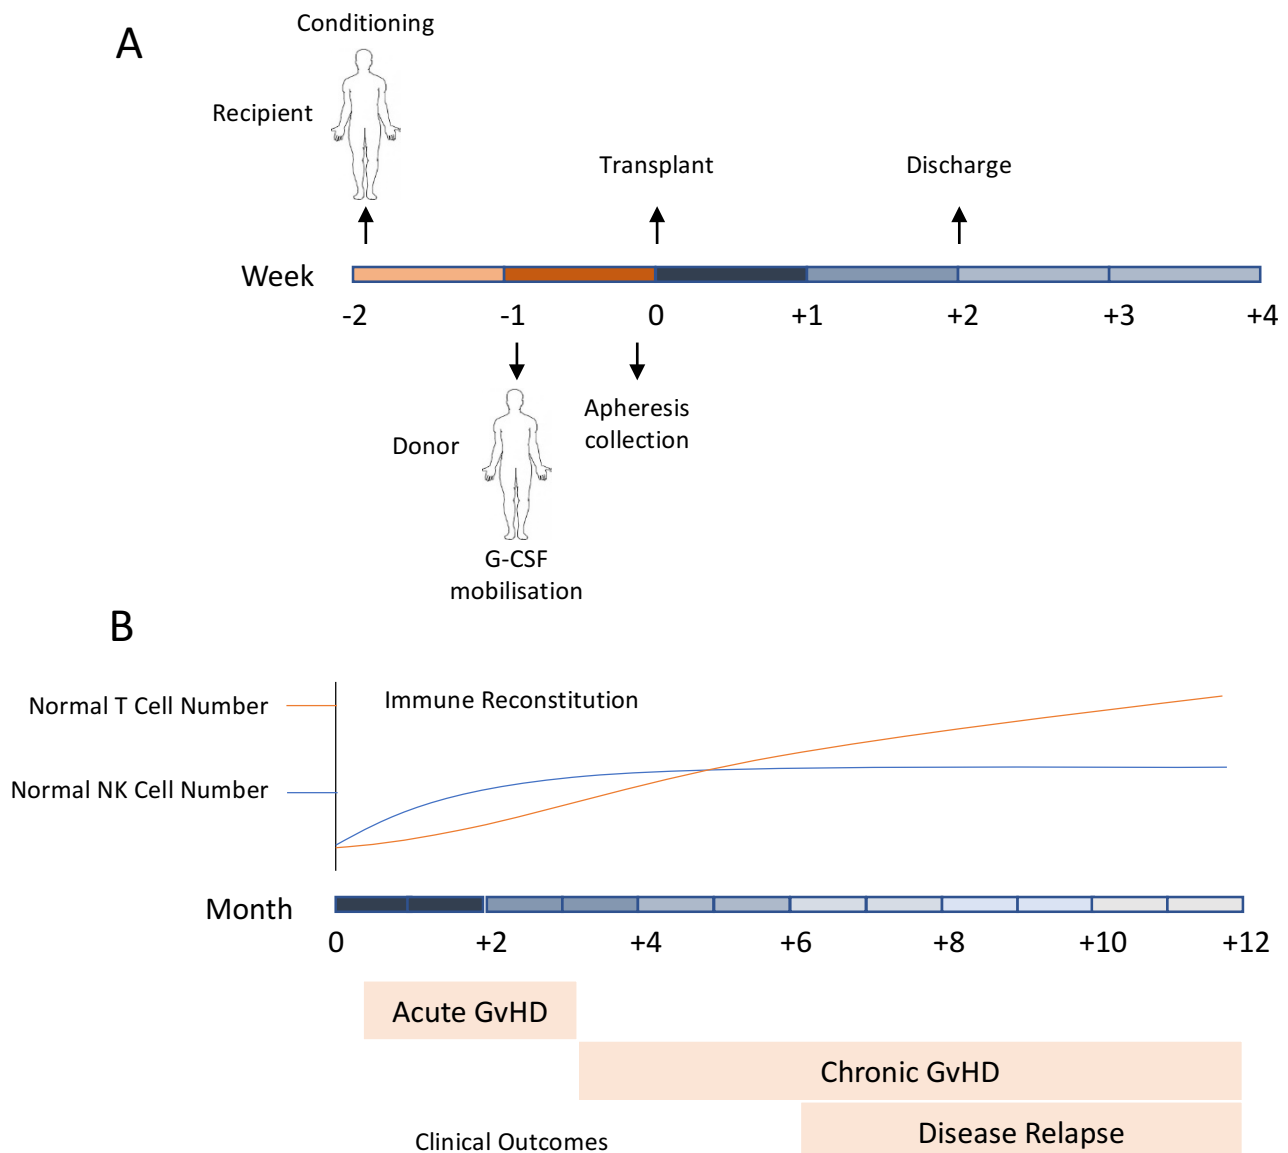 A
Conditioning
Recipient
Transplant
Discharge
Week
-2 -1 0 +1 +2 +3 +4
Donor
Apheresis
collection
G-CSF
mobilisation
B
Normal T Cell Number
Immune Reconstitution
Normal NK Cell Number
Month
0 +2 +4 +6 +8 +10 +12
Acute GvHD
Chronic GvHD
Disease Relapse
Clinical Outcomes